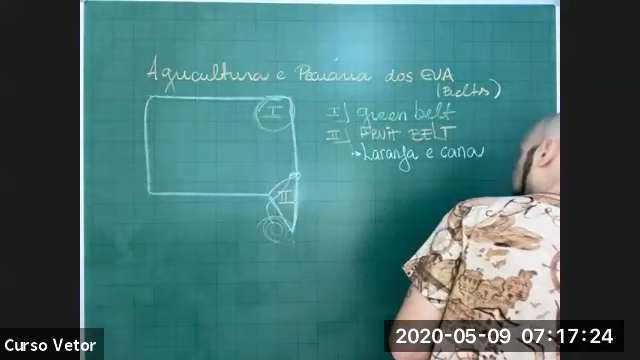 Agricultura e Pecuária dos EUA
(Belts)
I
I) green belt
II) FRUIT BELT
→ Laranja e cana
II
Curso Vetor
2020-05-09 07:17:24